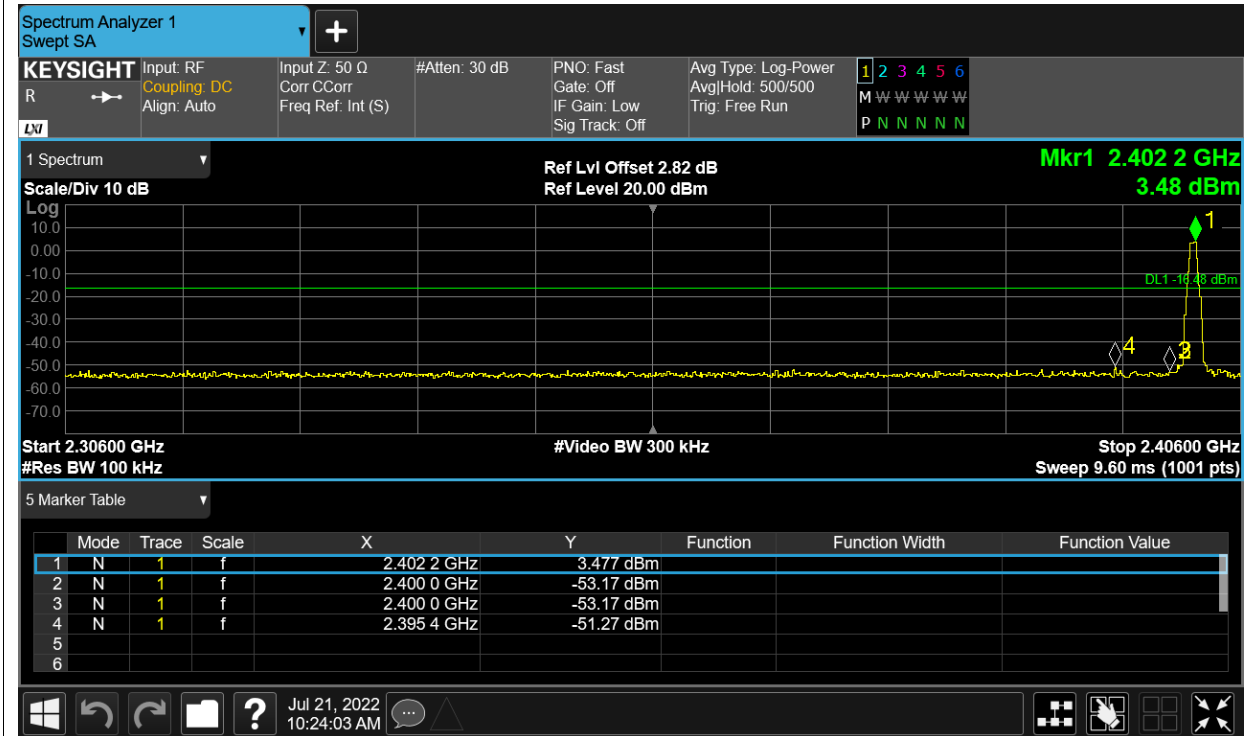 Spectrum Analyzer 1
Swept SA
KEYSIGHT
R
LXI
Input: RF
Coupling: DC
Align: Auto
Input Z: 50 Ω
Corr CCorr
Freq Ref: Int (S)
#Atten: 30 dB
PNO: Fast
Gate: Off
IF Gain: Low
Sig Track: Off
Avg Type: Log-Power
Avg|Hold: 500/500
Trig: Free Run
1 2 3 4 5 6
M W W W W W W
P N N N N N N
1 Spectrum
Scale/Div 10 dB
Ref Lvl Offset 2.82 dB
Ref Level 20.00 dBm
Mkr1 2.402 2 GHz
3.48 dBm
Log
10.0
0.00
-10.0
-20.0
-30.0
-40.0
-50.0
-60.0
-70.0
1
DL1 -16.48 dBm
4
Start 2.30600 GHz
#Res BW 100 kHz
#Video BW 300 kHz
Stop 2.40600 GHz
Sweep 9.60 ms (1001 pts)
5 Marker Table
Mode Trace Scale X Y Function Function Width Function Value
1 N 1 f 2.402 2 GHz 3.477 dBm
2 N 1 f 2.400 0 GHz -53.17 dBm
3 N 1 f 2.400 0 GHz -53.17 dBm
4 N 1 f 2.395 4 GHz -51.27 dBm
5
6
?
Jul 21, 2022
10:24:03 AM